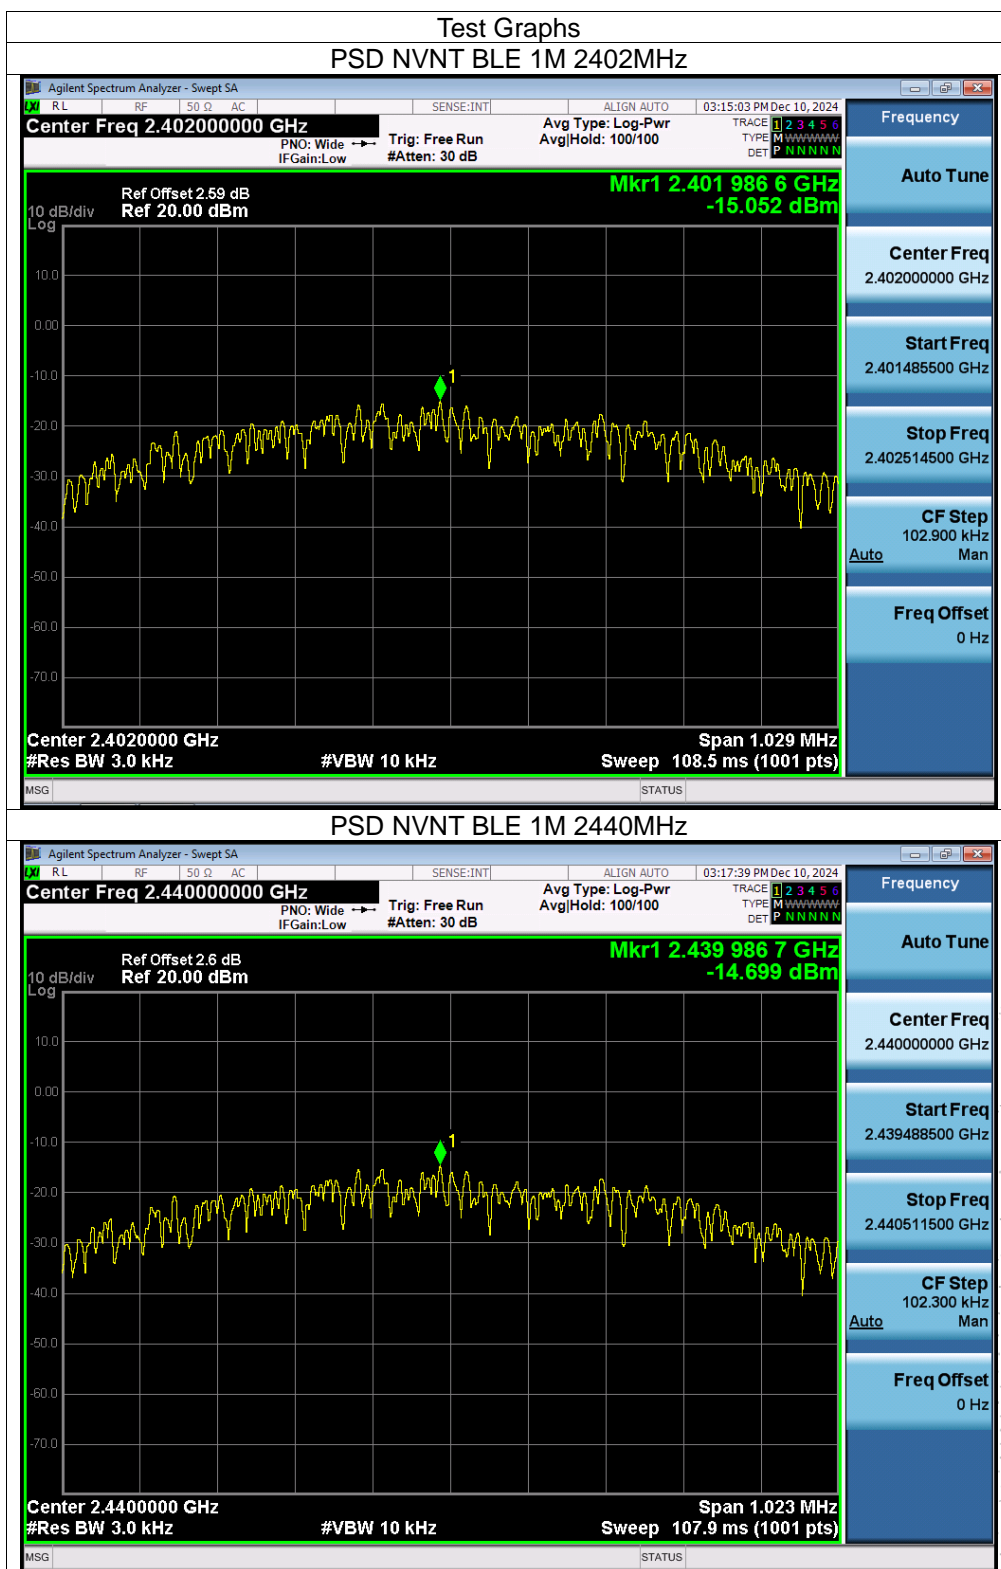 Test Graphs
PSD NVNT BLE 1M 2402MHz
Agilent Spectrum Analyzer - Swept SA
LXI RL RF 50 Ω AC SENSE:INT ALIGN AUTO 03:15:03 PM Dec 10, 2024
Center Freq 2.402000000 GHz
PNO: Wide
IFGain:Low
Trig: Free Run
#Atten: 30 dB
Avg Type: Log-Pwr
Avg|Hold: 100/100
TRACE 1 2 3 4 5 6
TYPE M WWWWW
DET P N N N N N
Frequency
Auto Tune
Center Freq
2.402000000 GHz
Start Freq
2.401485500 GHz
Stop Freq
2.402514500 GHz
CF Step
102.900 kHz
Auto Man
Freq Offset
0 Hz
Mkr1 2.401 986 6 GHz
-15.052 dBm
Ref Offset 2.59 dB
10 dB/div Ref 20.00 dBm
Log
10.0
0.00
-10.0
1
-20.0
-30.0
-40.0
-50.0
-60.0
-70.0
Center 2.4020000 GHz Span 1.029 MHz
#Res BW 3.0 kHz #VBW 10 kHz Sweep 108.5 ms (1001 pts)
MSG STATUS
PSD NVNT BLE 1M 2440MHz
Agilent Spectrum Analyzer - Swept SA
LXI RL RF 50 Ω AC SENSE:INT ALIGN AUTO 03:17:39 PM Dec 10, 2024
Center Freq 2.440000000 GHz
PNO: Wide
IFGain:Low
Trig: Free Run
#Atten: 30 dB
Avg Type: Log-Pwr
Avg|Hold: 100/100
TRACE 1 2 3 4 5 6
TYPE M WWWWW
DET P N N N N N
Frequency
Auto Tune
Center Freq
2.440000000 GHz
Start Freq
2.439488500 GHz
Stop Freq
2.440511500 GHz
CF Step
102.300 kHz
Auto Man
Freq Offset
0 Hz
Mkr1 2.439 986 7 GHz
-14.699 dBm
Ref Offset 2.6 dB
10 dB/div Ref 20.00 dBm
Log
10.0
0.00
-10.0
1
-20.0
-30.0
-40.0
-50.0
-60.0
-70.0
Center 2.4400000 GHz Span 1.023 MHz
#Res BW 3.0 kHz #VBW 10 kHz Sweep 107.9 ms (1001 pts)
MSG STATUS